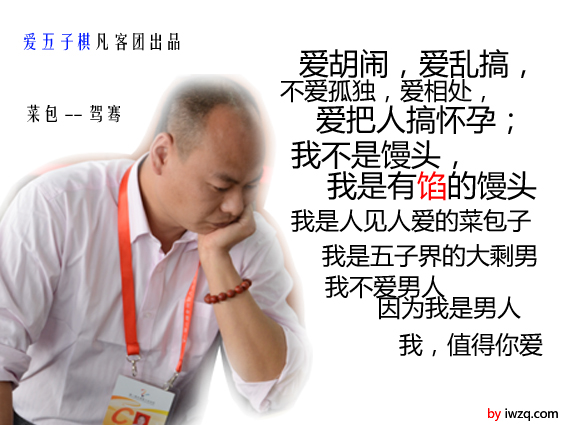 爱五子棋凡客团出品
菜包--驾骞
爱胡闹，爱乱搞，
不爱孤独，爱相处，
爱把人搞怀孕；
我不是馒头，
我是有馅的馒头
我是人见人爱的菜包子
我是五子界的大剩男
我不爱男人
因为我是男人
我，值得你爱
by iwzq.com